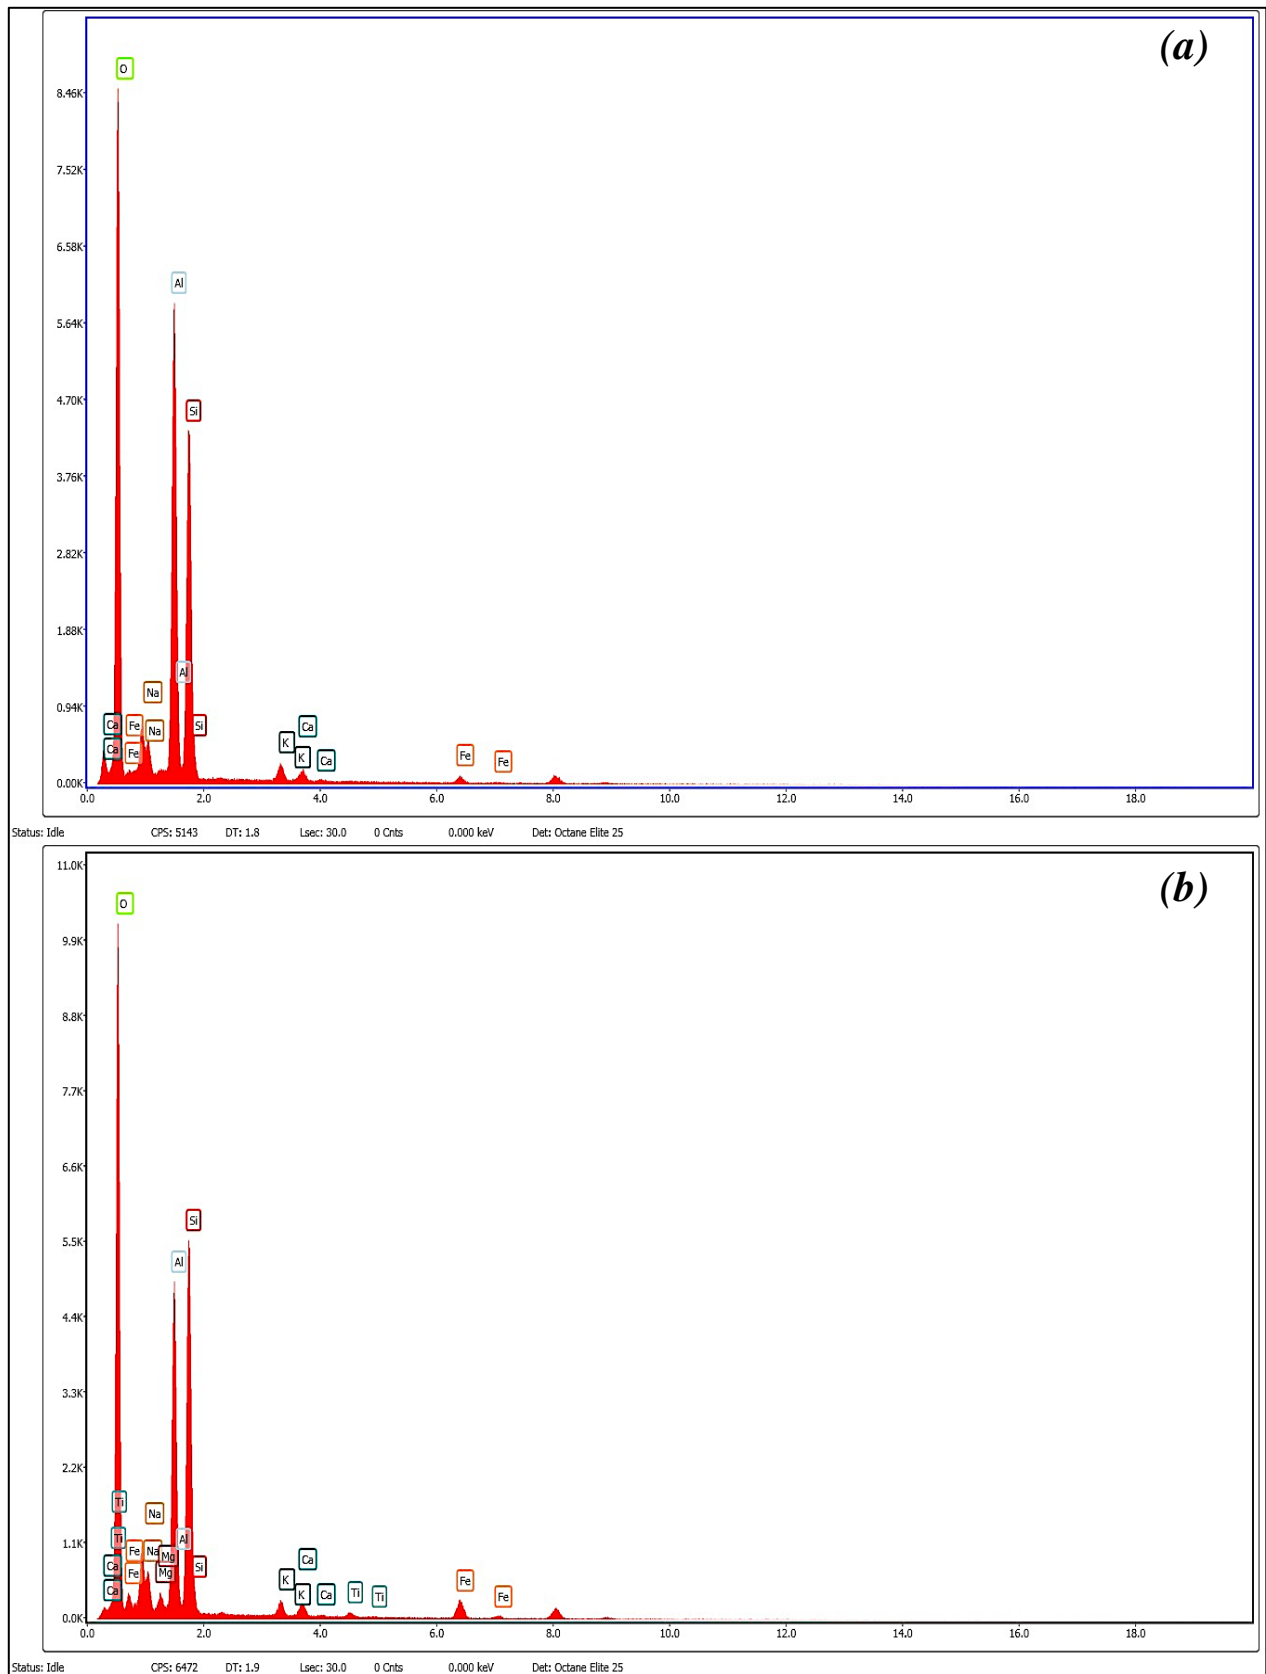 (a)
O
8.46K
7.52K
6.58K
Al
5.64K
4.70K
Si
3.76K
2.82K
1.88K
Al
Na
0.94K
Ca Fe Na Si Ca
K
Ca Fe K Ca Fe Fe
0.00K
0.0 2.0 4.0 6.0 8.0 10.0 12.0 14.0 16.0 18.0
Status: Idle CPS: 5143 DT: 1.8 Lsec: 30.0 0 Cnts 0.000 keV Det: Octane Elite 25
11.0K
(b)
O
9.9K
8.8K
7.7K
6.6K
Si
5.5K
Al
4.4K
3.3K
2.2K
Ti Na
1.1K
Ti Al
Fe Na Mg Ca
Ca Fe Mg Si K Fe
Ca K Ca Ti Ti Fe
0.0K
0.0 2.0 4.0 6.0 8.0 10.0 12.0 14.0 16.0 18.0
Status: Idle CPS: 6472 DT: 1.9 Lsec: 30.0 0 Cnts 0.000 keV Det: Octane Elite 25